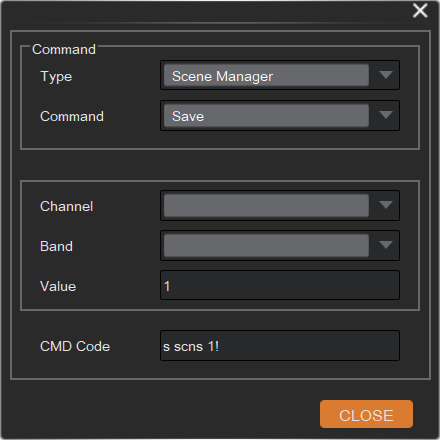 Command
Type Scene Manager
Command Save
Channel
Band
Value 1
CMD Code s scns 1!
CLOSE